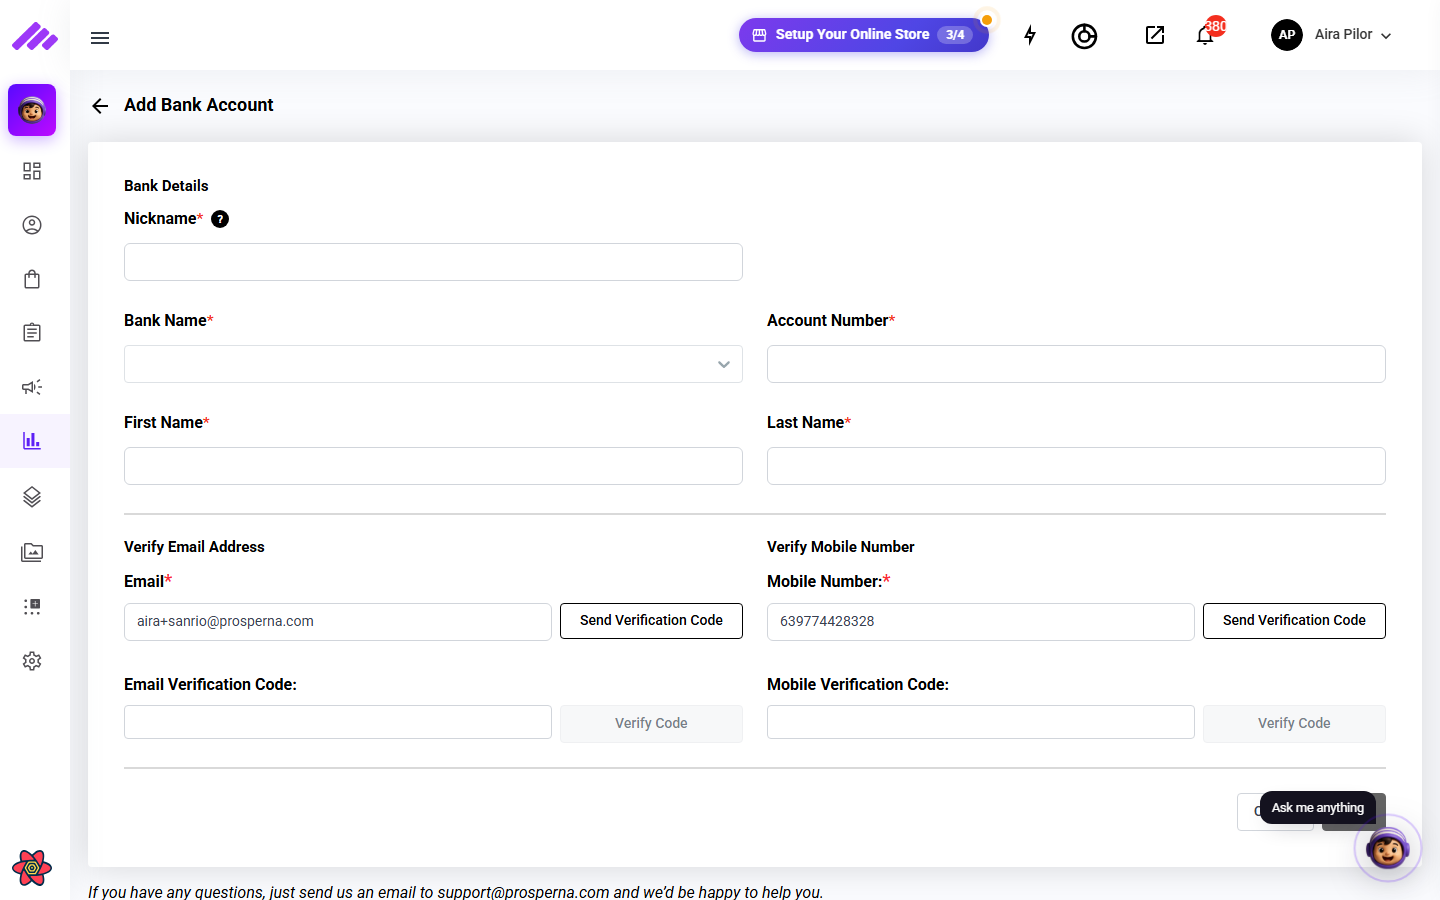 Setup Your Online Store 3/4
380
AP
Aira Pilor
Add Bank Account
Bank Details
Nickname* ?
Bank Name*
Account Number*
First Name*
Last Name*
Verify Email Address
Verify Mobile Number
Email*
Mobile Number:*
aira+sanrio@prosperna.com
Send Verification Code
639774428328
Send Verification Code
Email Verification Code:
Mobile Verification Code:
Verify Code
Verify Code
Ask me anything
If you have any questions, just send us an email to support@prosperna.com and we'd be happy to help you.